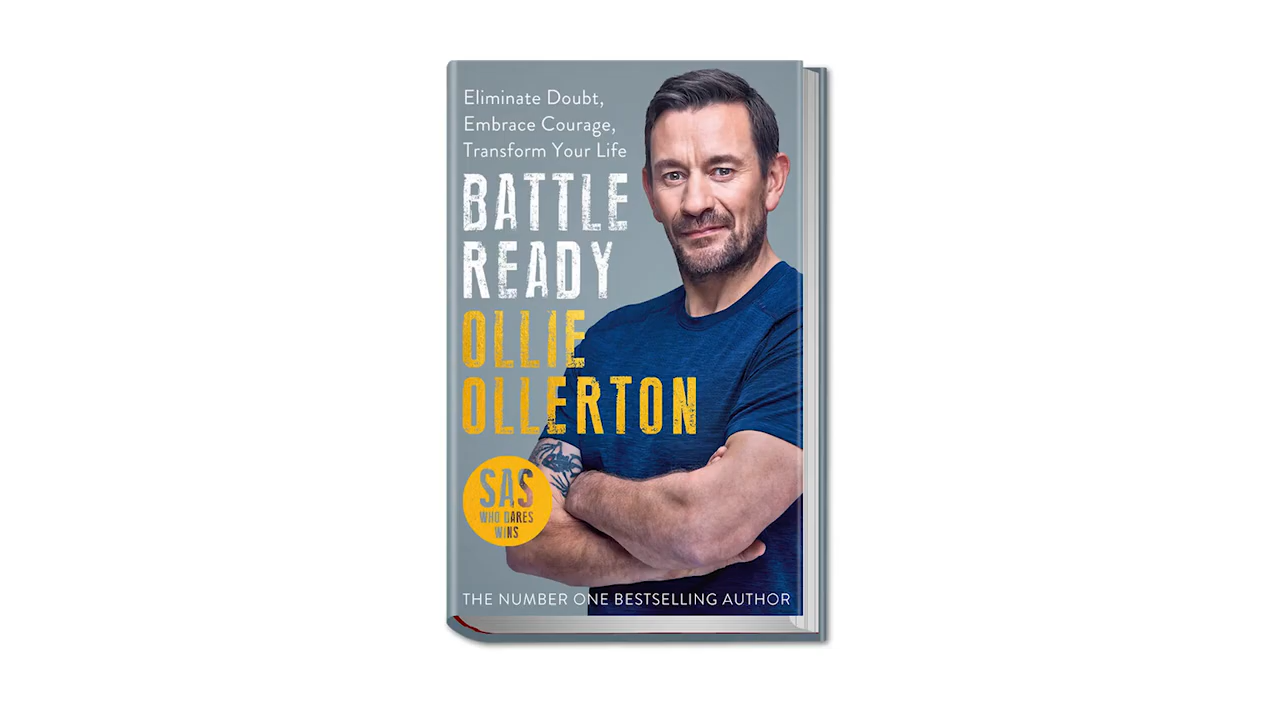 Eliminate Doubt,
Embrace Courage,
Transform Your Life
BATTLE
READY
OLLIE
OLLERTON
SAS
WHO DARES
WINS
THE NUMBER ONE BESTSELLING AUTHOR